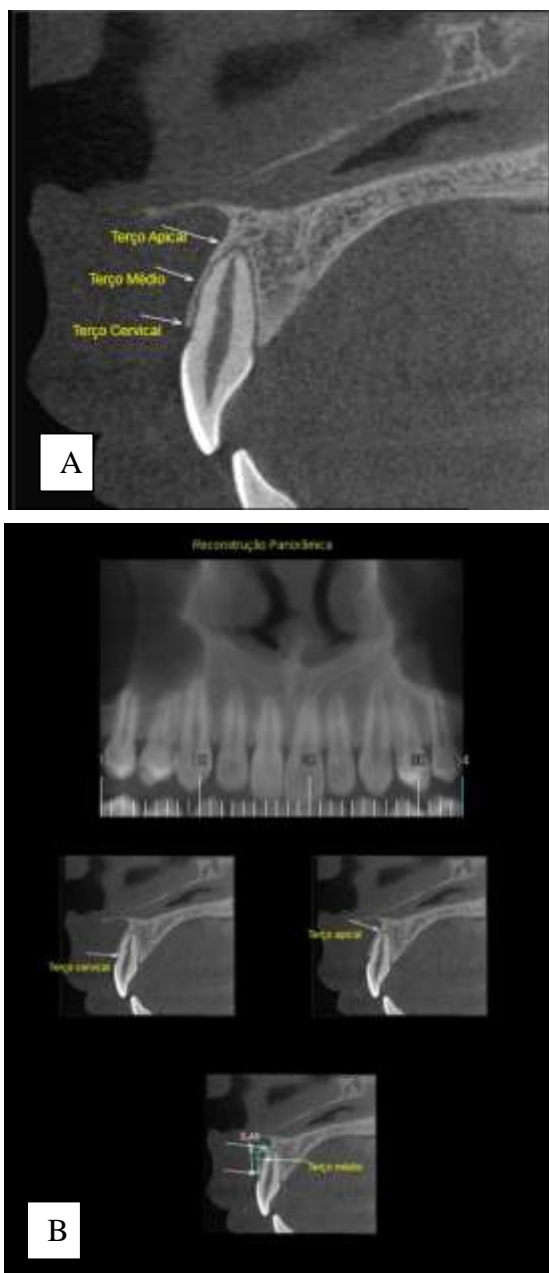 Terço Apical
Terço Médio
Terço Cervical
A
Reconstrução Panorâmica
Terço cervical
Terço apical
Terço médio
B